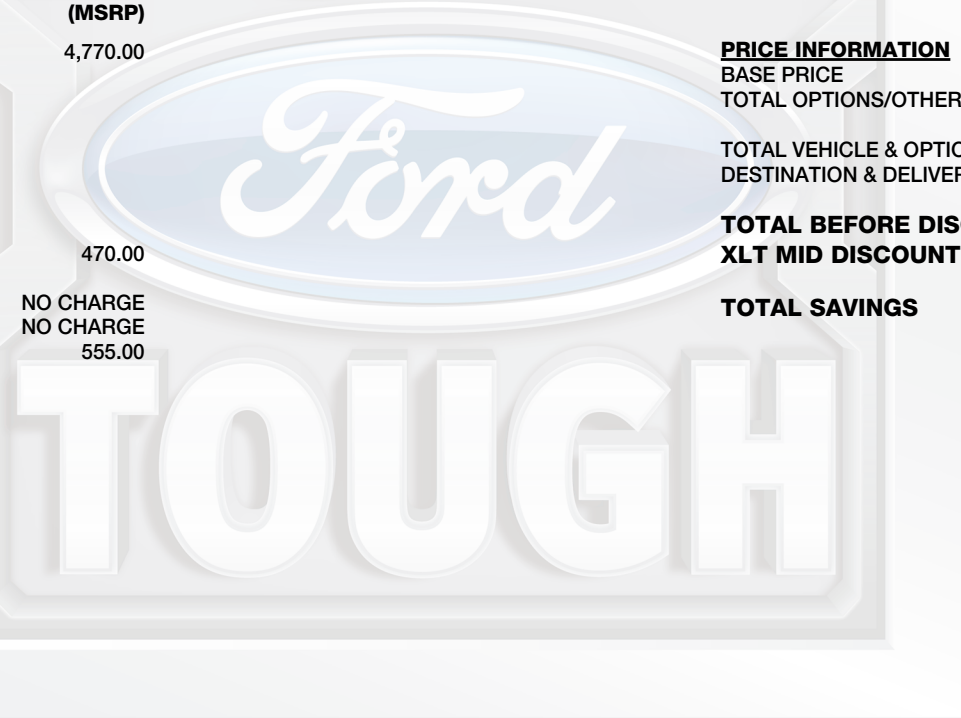 (MSRP)
4,770.00
470.00
NO CHARGE
NO CHARGE
555.00
PRICE INFORMATION
BASE PRICE
TOTAL OPTIONS/OTHER
TOTAL VEHICLE & OPTIO
DESTINATION & DELIVER
TOTAL BEFORE DIS
XLT MID DISCOUNT
TOTAL SAVINGS
Ford
TOUGH